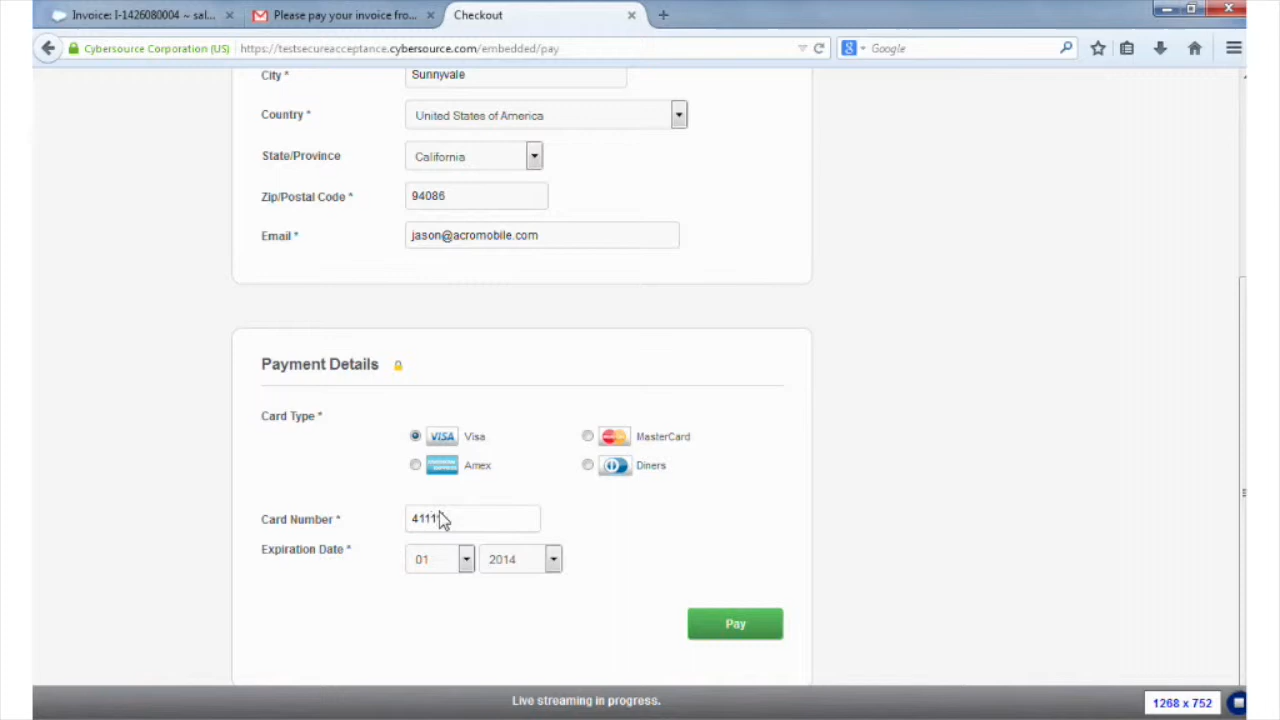 Invoice: I-1426080004 ~ sal... Please pay your invoice fro... Checkout
Cybersource Corporation (US) https://testsecureacceptance.cybersource.com/embedded/pay Google
City * Sunnyvale
Country * United States of America
State/Province California
Zip/Postal Code * 94086
Email * jason@acromobile.com
Payment Details
Card Type *
VISA Visa MasterCard
Amex Diners
Card Number * 4111
Expiration Date * 01 2014
Pay
Live streaming in progress. 1268 x 752